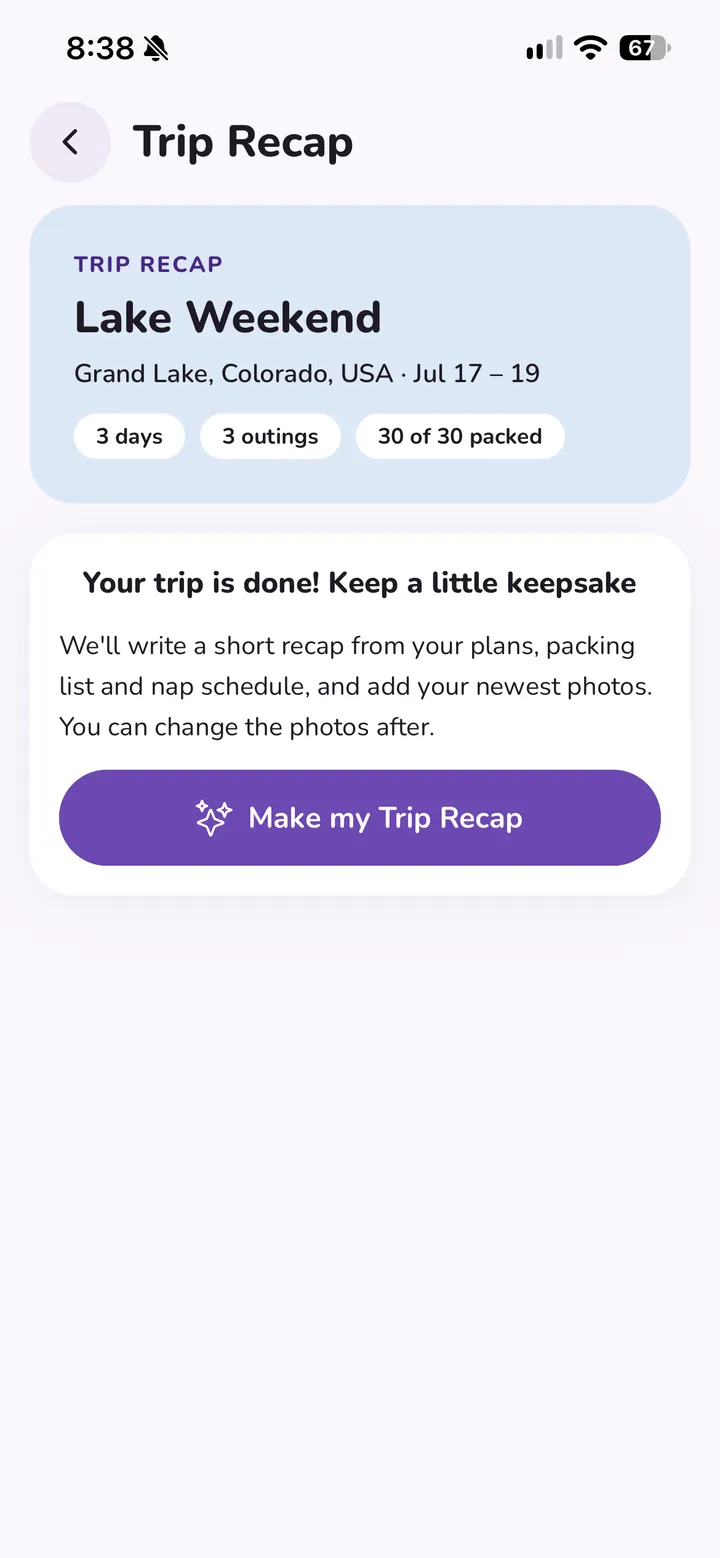 8:38
67
Trip Recap
TRIP RECAP
Lake Weekend
Grand Lake, Colorado, USA · Jul 17 – 19
3 days
3 outings
30 of 30 packed
Your trip is done! Keep a little keepsake
We'll write a short recap from your plans, packing
list and nap schedule, and add your newest photos.
You can change the photos after.
Make my Trip Recap